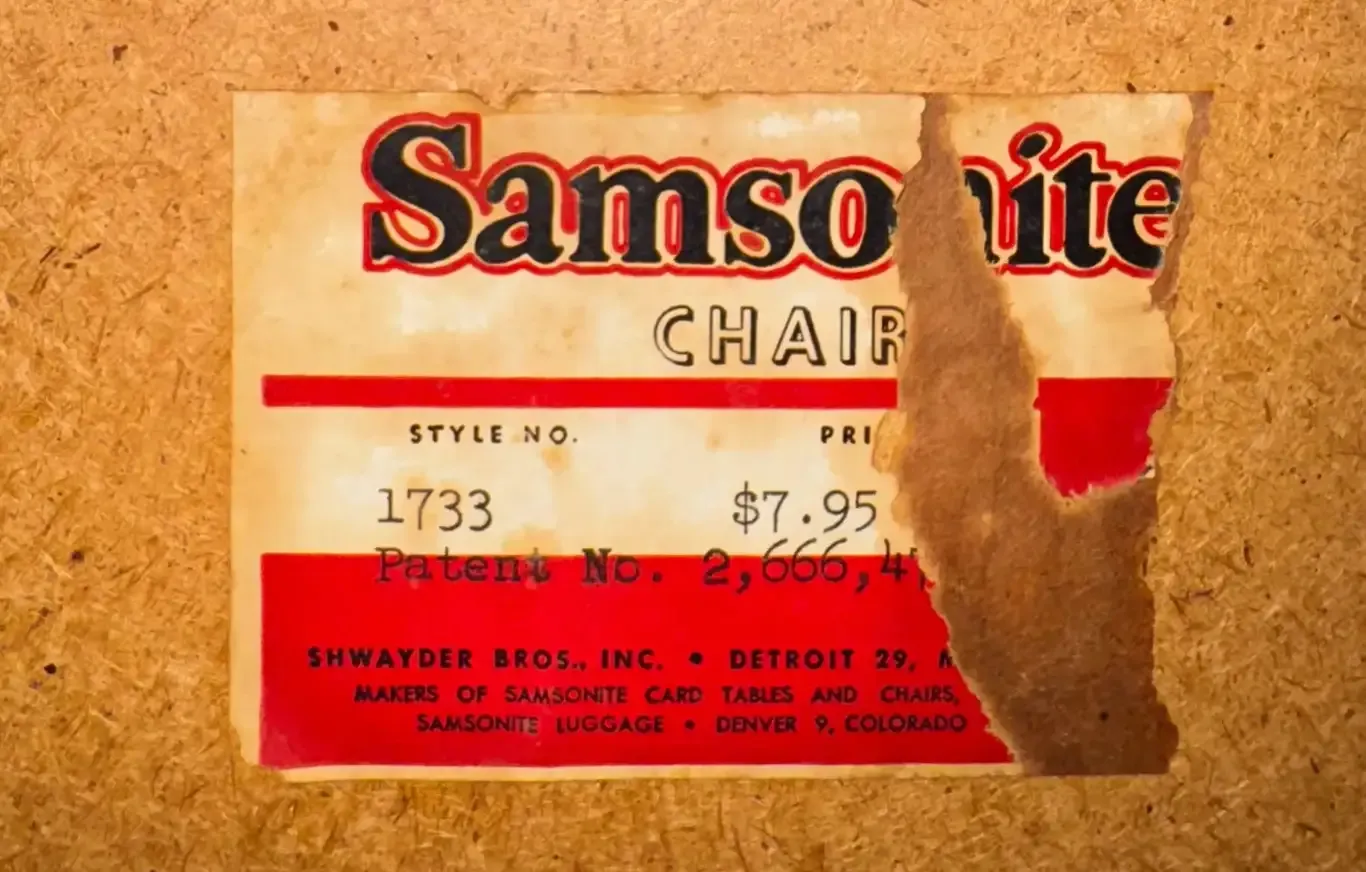 Samsonite
CHAIR
STYLE NO. PRI
1733 $7.95
Patent No. 2,666,4
SHWAYDER BROS., INC. • DETROIT 29,
MAKERS OF SAMSONITE CARD TABLES AND CHAIRS,
SAMSONITE LUGGAGE • DENVER 9, COLORADO